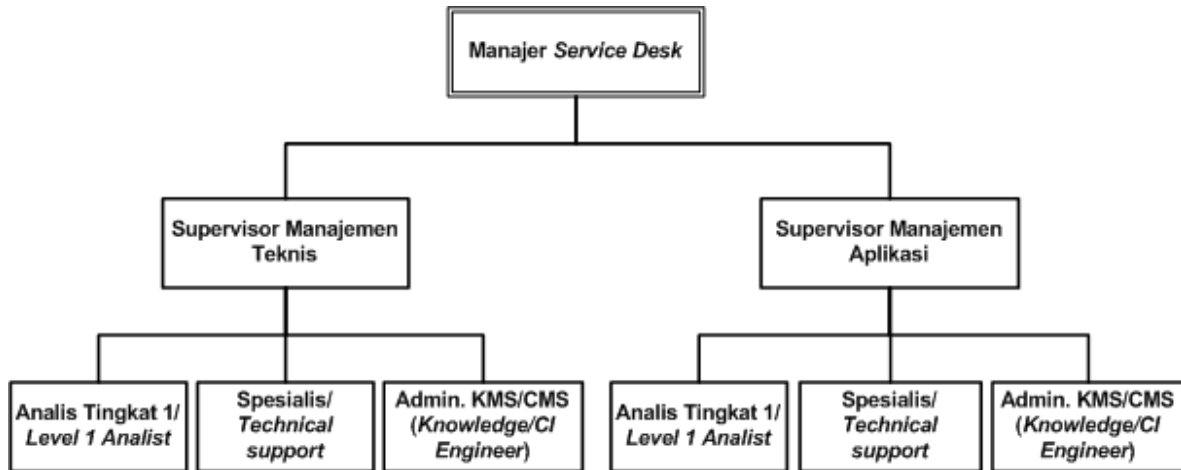 Manajer Service Desk
Supervisor Manajemen
Teknis
Supervisor Manajemen
Aplikasi
Analis Tingkat 1/
Level 1 Analist
Spesialis/
Technical
support
Admin. KMS/CMS
(Knowledge/CI
Engineer)
Analis Tingkat 1/
Level 1 Analist
Spesialis/
Technical
support
Admin. KMS/CMS
(Knowledge/CI
Engineer)